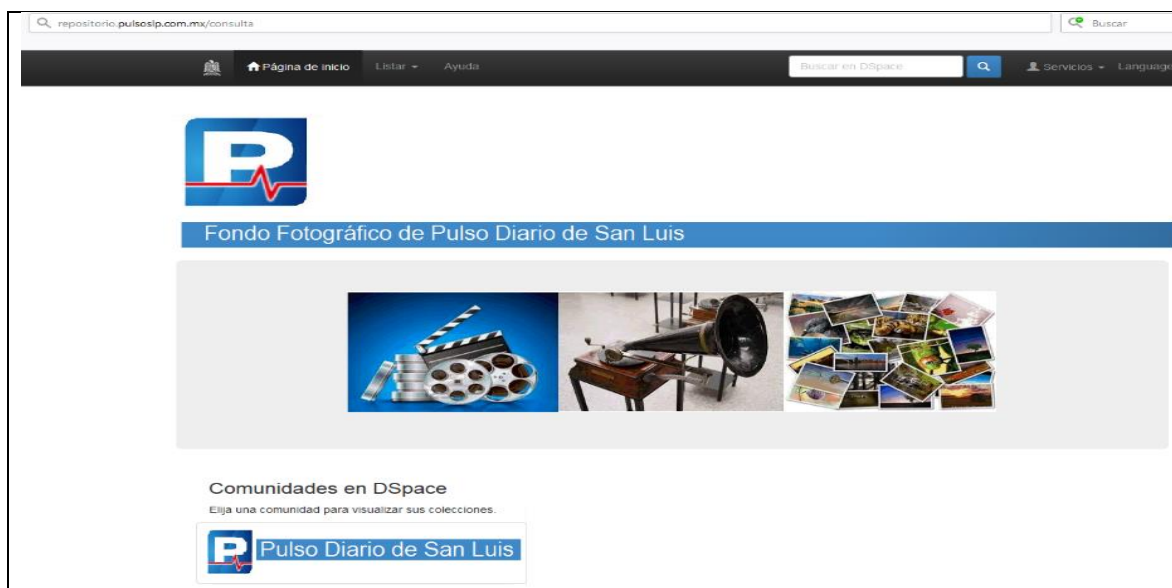 repositorio.pulsoslp.com.mx/consulta
Buscar
Página de inicio
Listar
Ayuda
Buscar en DSpace
Servicios
Language
P
Fondo Fotográfico de Pulso Diario de San Luis
Comunidades en DSpace
Elija una comunidad para visualizar sus colecciones.
P Pulso Diario de San Luis